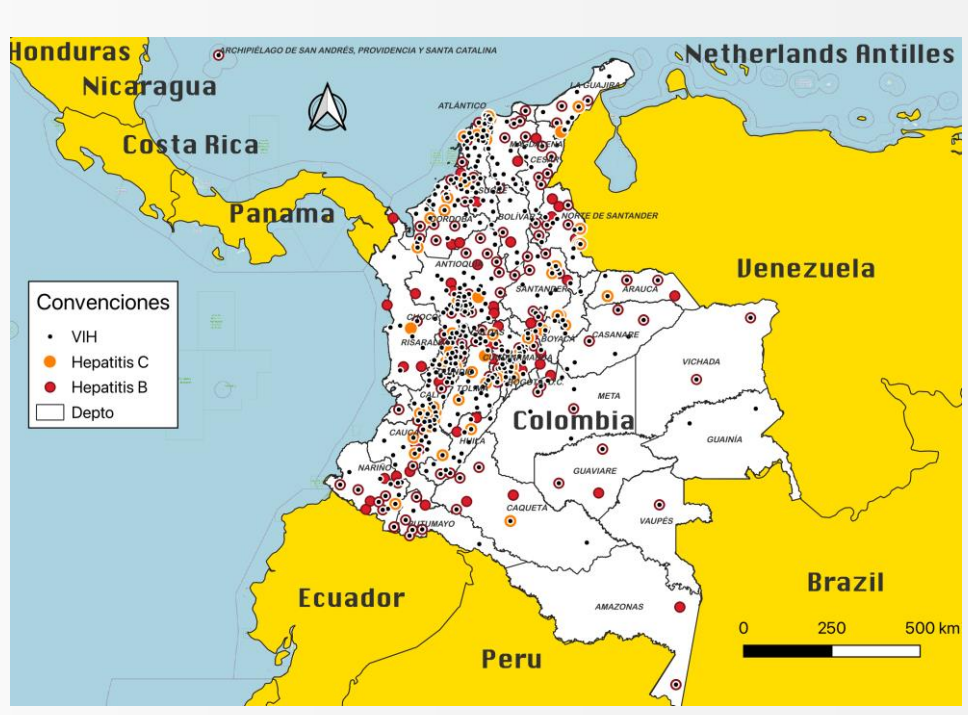 Honduras
ARCHIPIÉLAGO DE SAN ANDRÉS, PROVIDENCIA Y SANTA CATALINA
Netherlands Antilles
Nicaragua
LA GUAJIRA
ATLÁNTICO
Costa Rica
MAGDALENA
CESAR
SUCRE
Panama
CÓRDOBA
BOLÍVAR
NORTE DE SANTANDER
ANTIOQUIA
Venezuela
SANTANDER
ARAUCA
Convenciones
VIH
Hepatitis C
Hepatitis B
Depto
CHOCÓ
RISARALDA
CALDAS
BOYACÁ
CASANARE
CUNDINAMARCA
VICHADA
TOLIMA
BOGOTÁ, D.C.
META
Colombia
CAUCA
HUILA
GUAINÍA
NARIÑO
GUAVIARE
CAQUETÁ
VAUPÉS
PUTUMAYO
Ecuador
Brazil
AMAZONAS
0 250 500 km
Peru